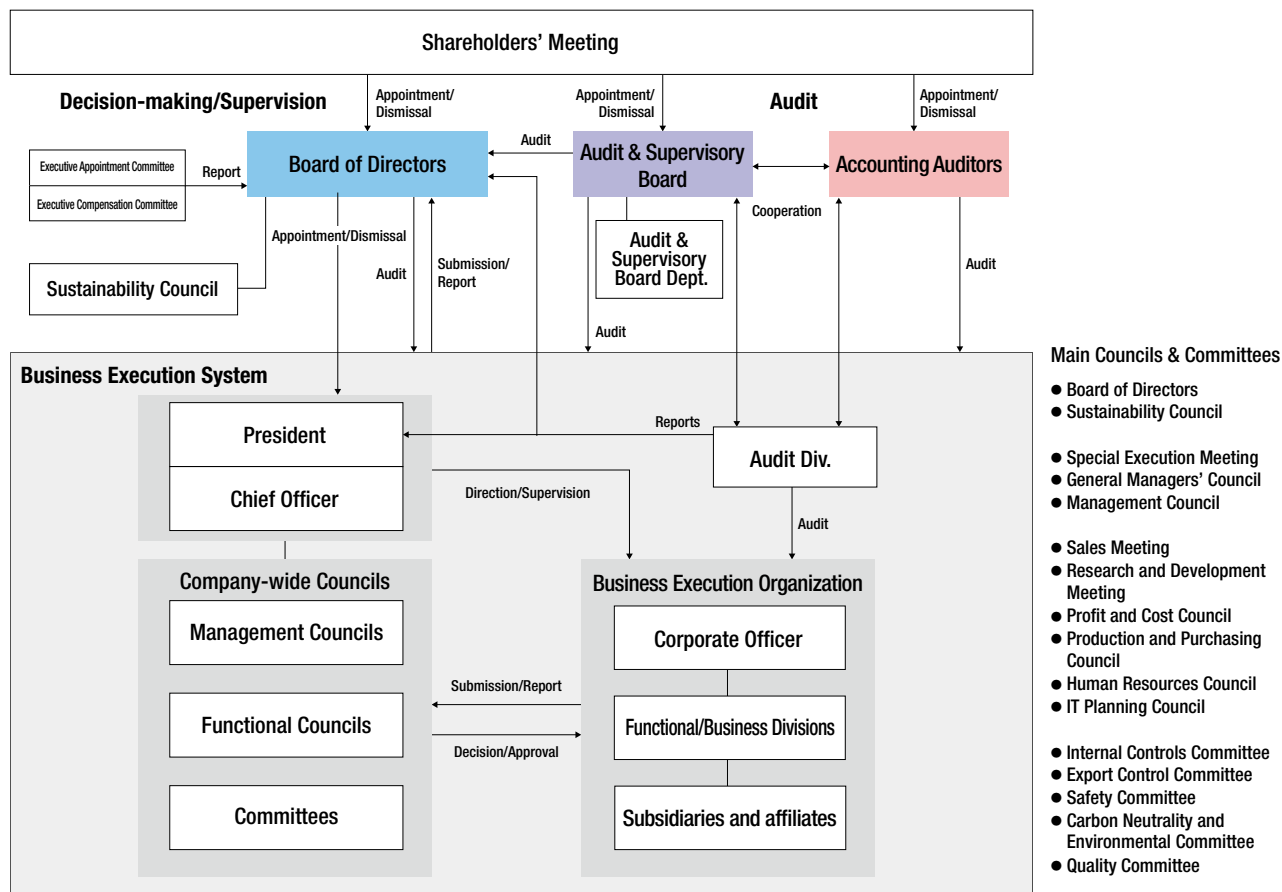 Shareholders' Meeting
Decision-making/Supervision
Appointment/
Dismissal
Appointment/
Dismissal
Audit
Appointment/
Dismissal
Executive Appointment Committee
Executive Compensation Committee
Report
Board of Directors
Audit
Audit & Supervisory
Board
Accounting Auditors
Cooperation
Appointment/Dismissal
Sustainability Council
Audit
Submission/
Report
Audit &
Supervisory
Board Dept.
Audit
Audit
Business Execution System
President
Chief Officer
Reports
Audit Div.
Direction/Supervision
Audit
Company-wide Councils
Management Councils
Functional Councils
Committees
Submission/Report
Decision/Approval
Business Execution Organization
Corporate Officer
Functional/Business Divisions
Subsidiaries and affiliates
Main Councils & Committees
● Board of Directors
● Sustainability Council
● Special Execution Meeting
● General Managers' Council
● Management Council
● Sales Meeting
● Research and Development
Meeting
● Profit and Cost Council
● Production and Purchasing
Council
● Human Resources Council
● IT Planning Council
● Internal Controls Committee
● Export Control Committee
● Safety Committee
● Carbon Neutrality and
Environmental Committee
● Quality Committee